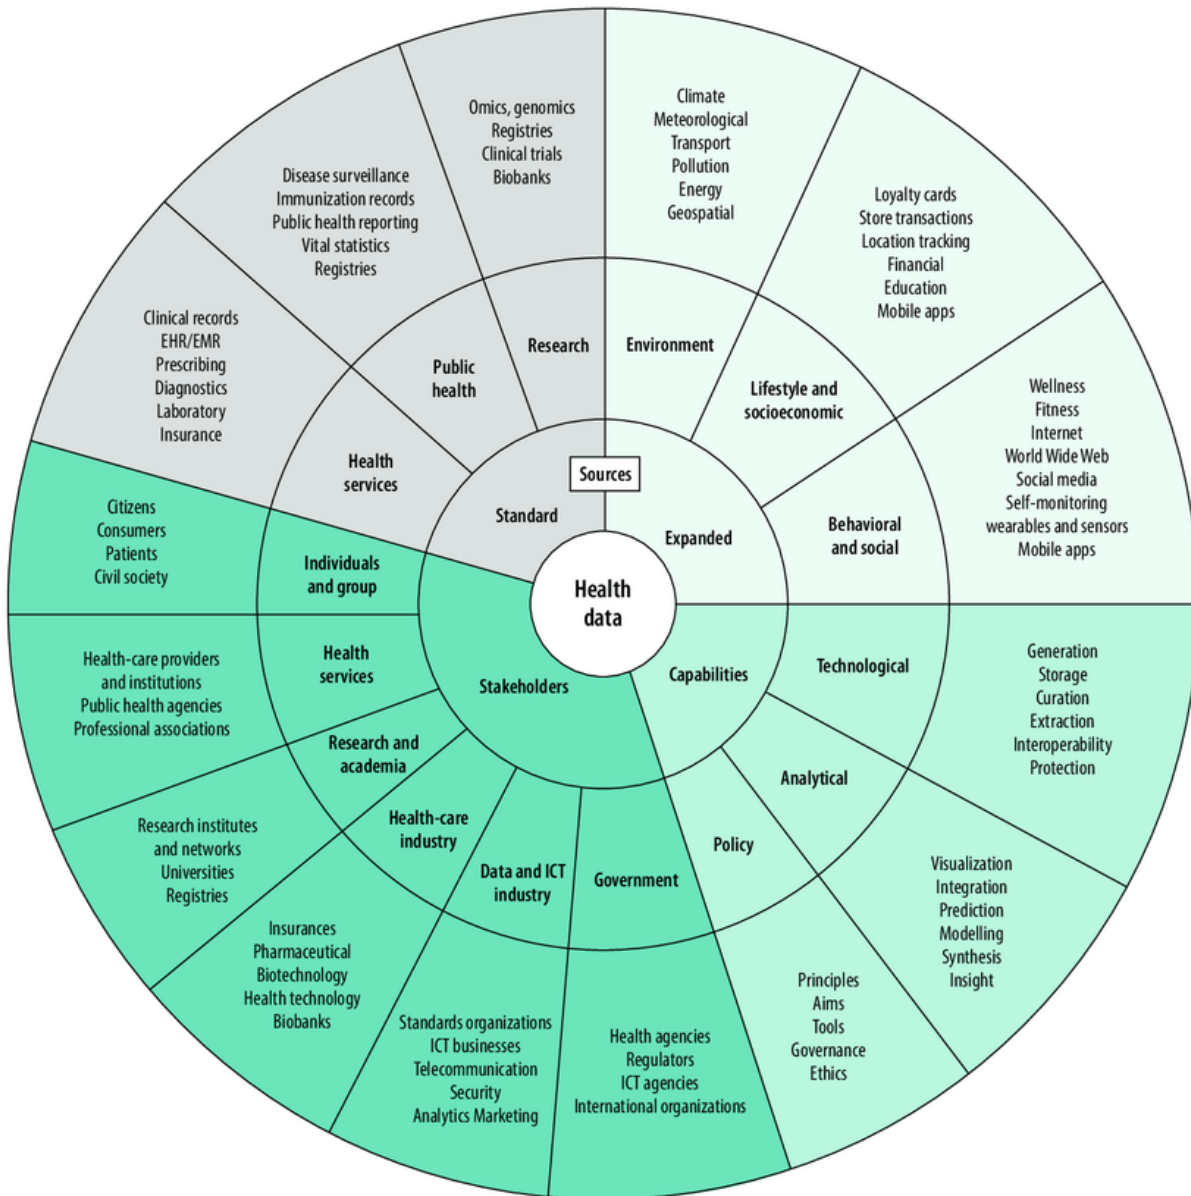 Health
data
Sources
Standard
Expanded
Capabilities
Stakeholders
Research
Omics, genomics
Registries
Clinical trials
Biobanks
Public
health
Disease surveillance
Immunization records
Public health reporting
Vital statistics
Registries
Health
services
Clinical records
EHR/EMR
Prescribing
Diagnostics
Laboratory
Insurance
Environment
Climate
Meteorological
Transport
Pollution
Energy
Geospatial
Lifestyle and
socioeconomic
Loyalty cards
Store transactions
Location tracking
Financial
Education
Mobile apps
Behavioral
and social
Wellness
Fitness
Internet
World Wide Web
Social media
Self-monitoring
wearables and sensors
Mobile apps
Technological
Generation
Storage
Curation
Extraction
Interoperability
Protection
Analytical
Visualization
Integration
Prediction
Modelling
Synthesis
Insight
Policy
Principles
Aims
Tools
Governance
Ethics
Government
Health agencies
Regulators
ICT agencies
International organizations
Data and ICT
industry
Standards organizations
ICT businesses
Telecommunication
Security
Analytics Marketing
Health-care
industry
Insurances
Pharmaceutical
Biotechnology
Health technology
Biobanks
Research and
academia
Research institutes
and networks
Universities
Registries
Health
services
Health-care providers
and institutions
Public health agencies
Professional associations
Individuals
and group
Citizens
Consumers
Patients
Civil society